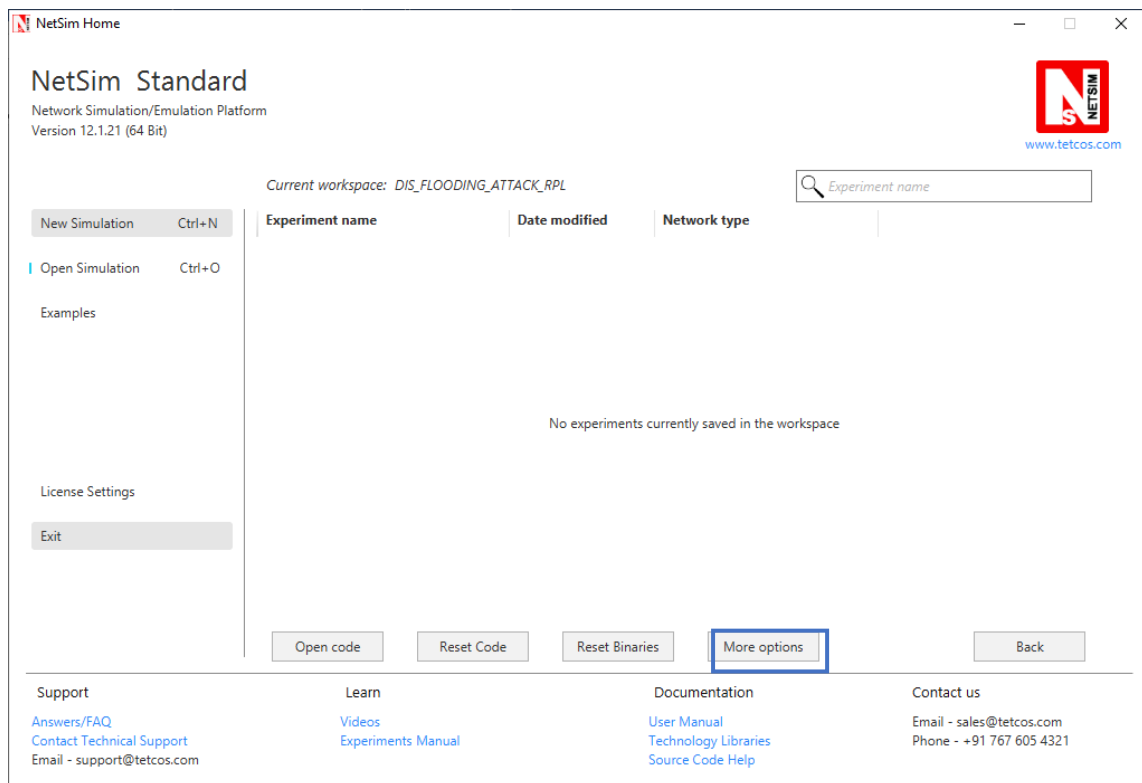 NetSim Home
NetSim Standard
Network Simulation/Emulation Platform
Version 12.1.21 (64 Bit)
N
S
NETSIM
www.tetcos.com
Current workspace: DIS_FLOODING_ATTACK_RPL
Experiment name
New Simulation Ctrl+N
Open Simulation Ctrl+O
Examples
License Settings
Exit
Experiment name Date modified Network type
No experiments currently saved in the workspace
Open code Reset Code Reset Binaries More options Back
Support
Answers/FAQ
Contact Technical Support
Email - support@tetcos.com
Learn
Videos
Experiments Manual
Documentation
User Manual
Technology Libraries
Source Code Help
Contact us
Email - sales@tetcos.com
Phone - +91 767 605 4321